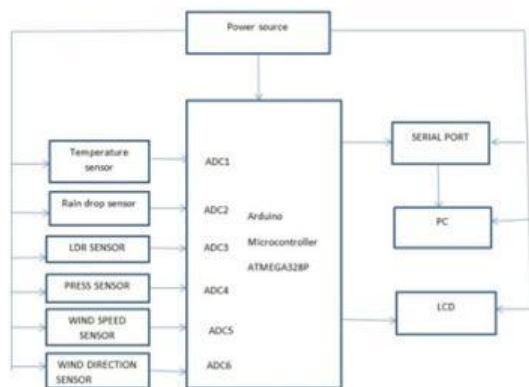 Power source
Temperature
sensor
Rain drop sensor
LDR SENSOR
PRESS SENSOR
WIND SPEED
SENSOR
WIND DIRECTION
SENSOR
ADC1
ADC2
ADC3
ADC4
ADC5
ADC6
Arduino
Microcontroller
ATMEGA328P
SERIAL PORT
PC
LCD